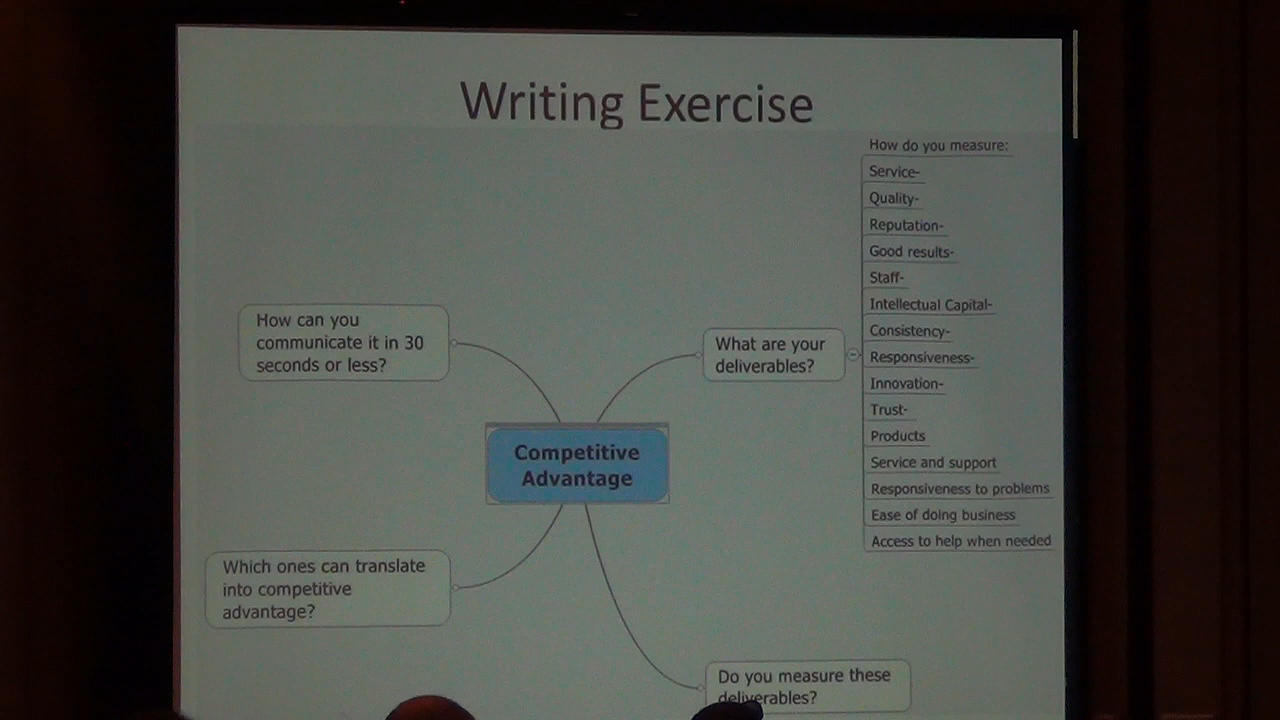 Writing Exercise
How can you
communicate it in 30
seconds or less?
Competitive
Advantage
Which ones can translate
into competitive
advantage?
What are your
deliverables?
How do you measure:
Service-
Quality-
Reputation-
Good results-
Staff-
Intellectual Capital-
Consistency-
Responsiveness-
Innovation-
Trust-
Products
Service and support
Responsiveness to problems
Ease of doing business
Access to help when needed
Do you measure these
deliverables?